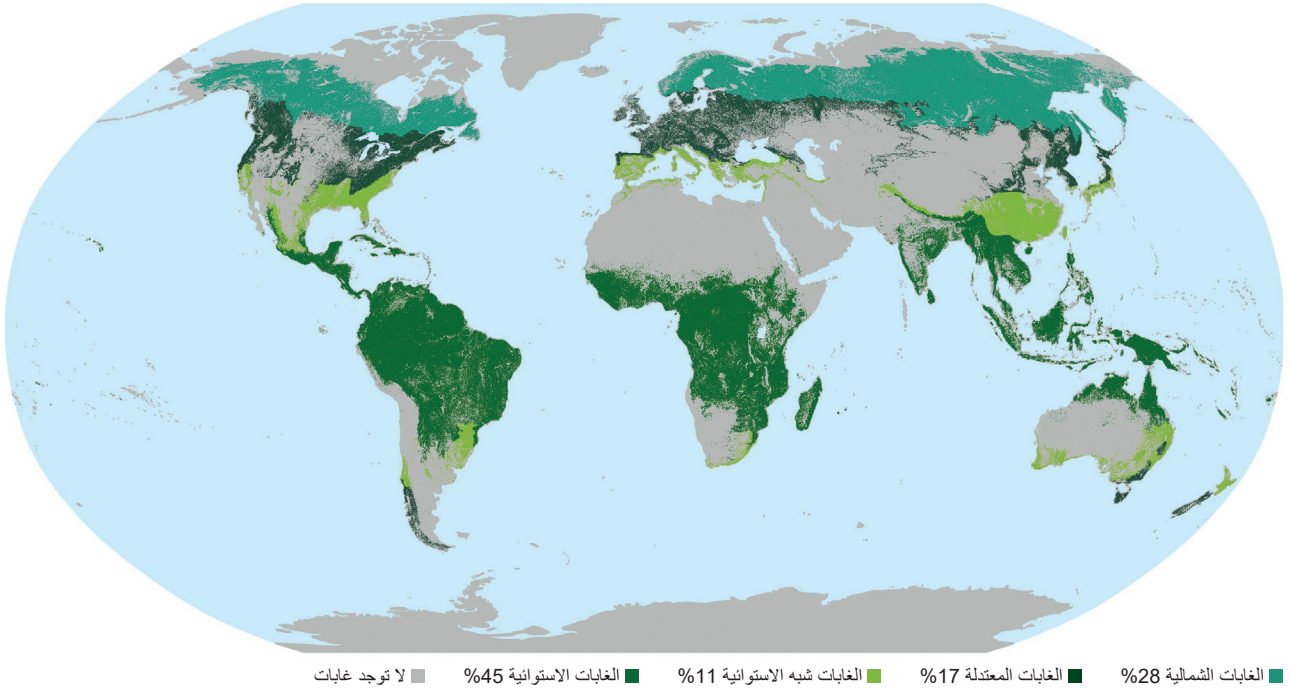 الغابات الشمالية 28% الغابات المعتدلة 17% الغابات شبه الاستوائية 11% الغابات الاستوائية 45% لا توجد غابات